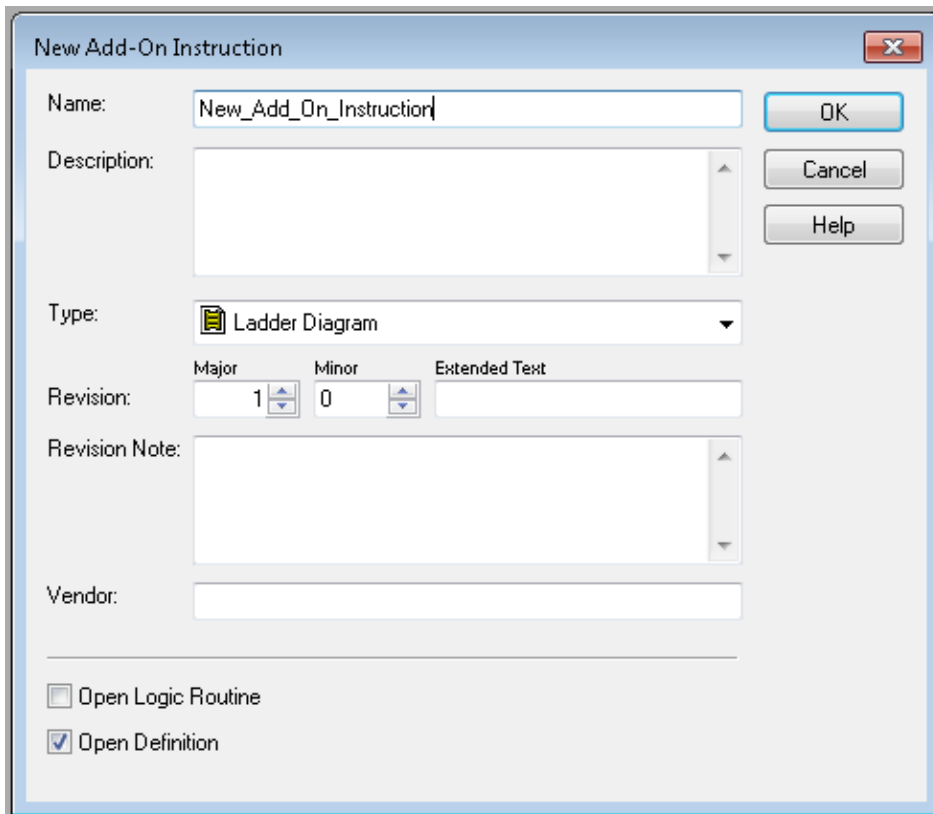 New Add-On Instruction
Name: New_Add_On_Instruction OK
Description: Cancel
Help
Type: Ladder Diagram
Major Minor Extended Text
Revision: 1 0
Revision Note:
Vendor:
Open Logic Routine
Open Definition